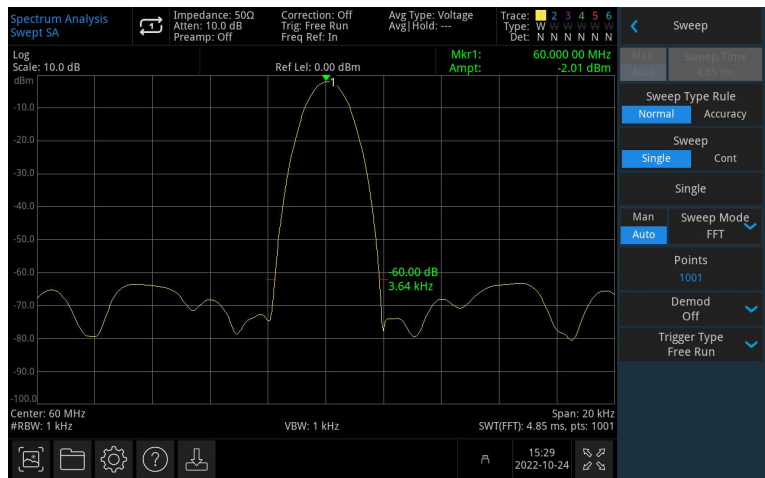 Spectrum Analysis
Swept SA
Impedance: 50Ω
Atten: 10.0 dB
Preamp: Off
Correction: Off
Trig: Free Run
Freq Ref: In
Avg Type: Voltage
Avg|Hold: ---
Trace: 2 3 4 5 6
Type: W W W W W W
Det: N N N N N N
Log
Scale: 10.0 dB
Ref Lel: 0.00 dBm
Mkr1: 60.000 00 MHz
Ampt: -2.01 dBm
dBm
1
-10.0
-20.0
-30.0
-40.0
-50.0
-60.0
-70.0
-80.0
-90.0
-100.0
-60.00 dB
3.64 kHz
Center: 60 MHz
#RBW: 1 kHz
VBW: 1 kHz
Span: 20 kHz
SWT(FFT): 4.85 ms, pts: 1001
15:29
2022-10-24
Sweep
Man
Auto
Sweep Time
4.85 ms
Sweep Type Rule
Normal Accuracy
Sweep
Single Cont
Single
Man
Auto
Sweep Mode
FFT
Points
1001
Demod
Off
Trigger Type
Free Run